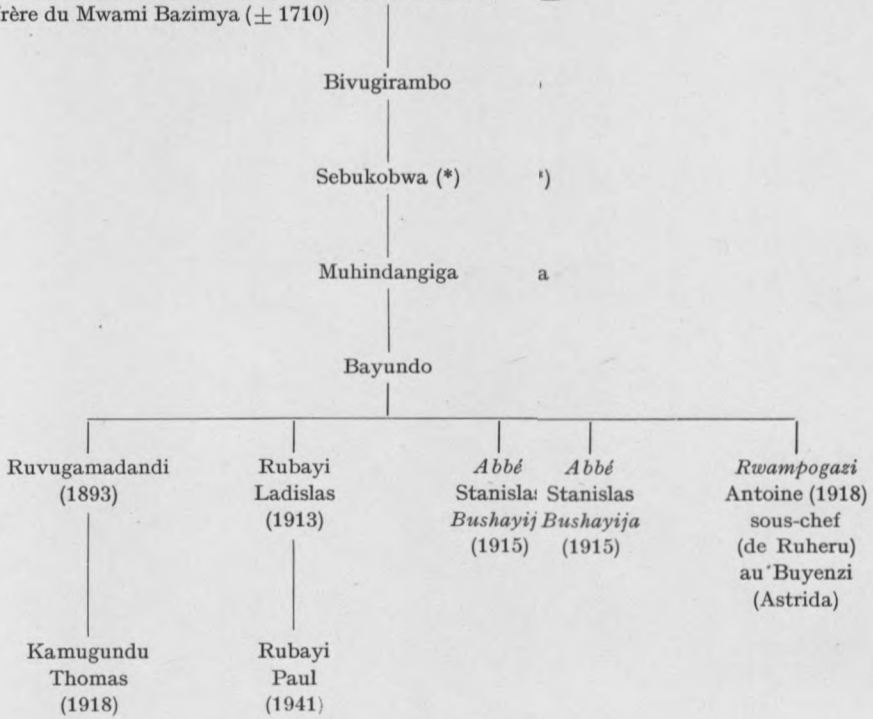 rère du Mwami Bazimya (± 1710)
Bivugirambo
Sebukobwa (*) *)
Muhindangiga a
Bayundo
Ruvugamadandi
(1893)
Rubayi
Ladislas
(1913)
Abbé
Stanislas
Bushayij
(1915)
Abbé
Stanislas
Bushayija
(1915)
Rwampogazi
Antoine (1918)
sous-chef
(de Ruheru)
au Buyenzi
(Astrida)
Kamugundu
Thomas
(1918)
Rubayi
Paul
(1941)